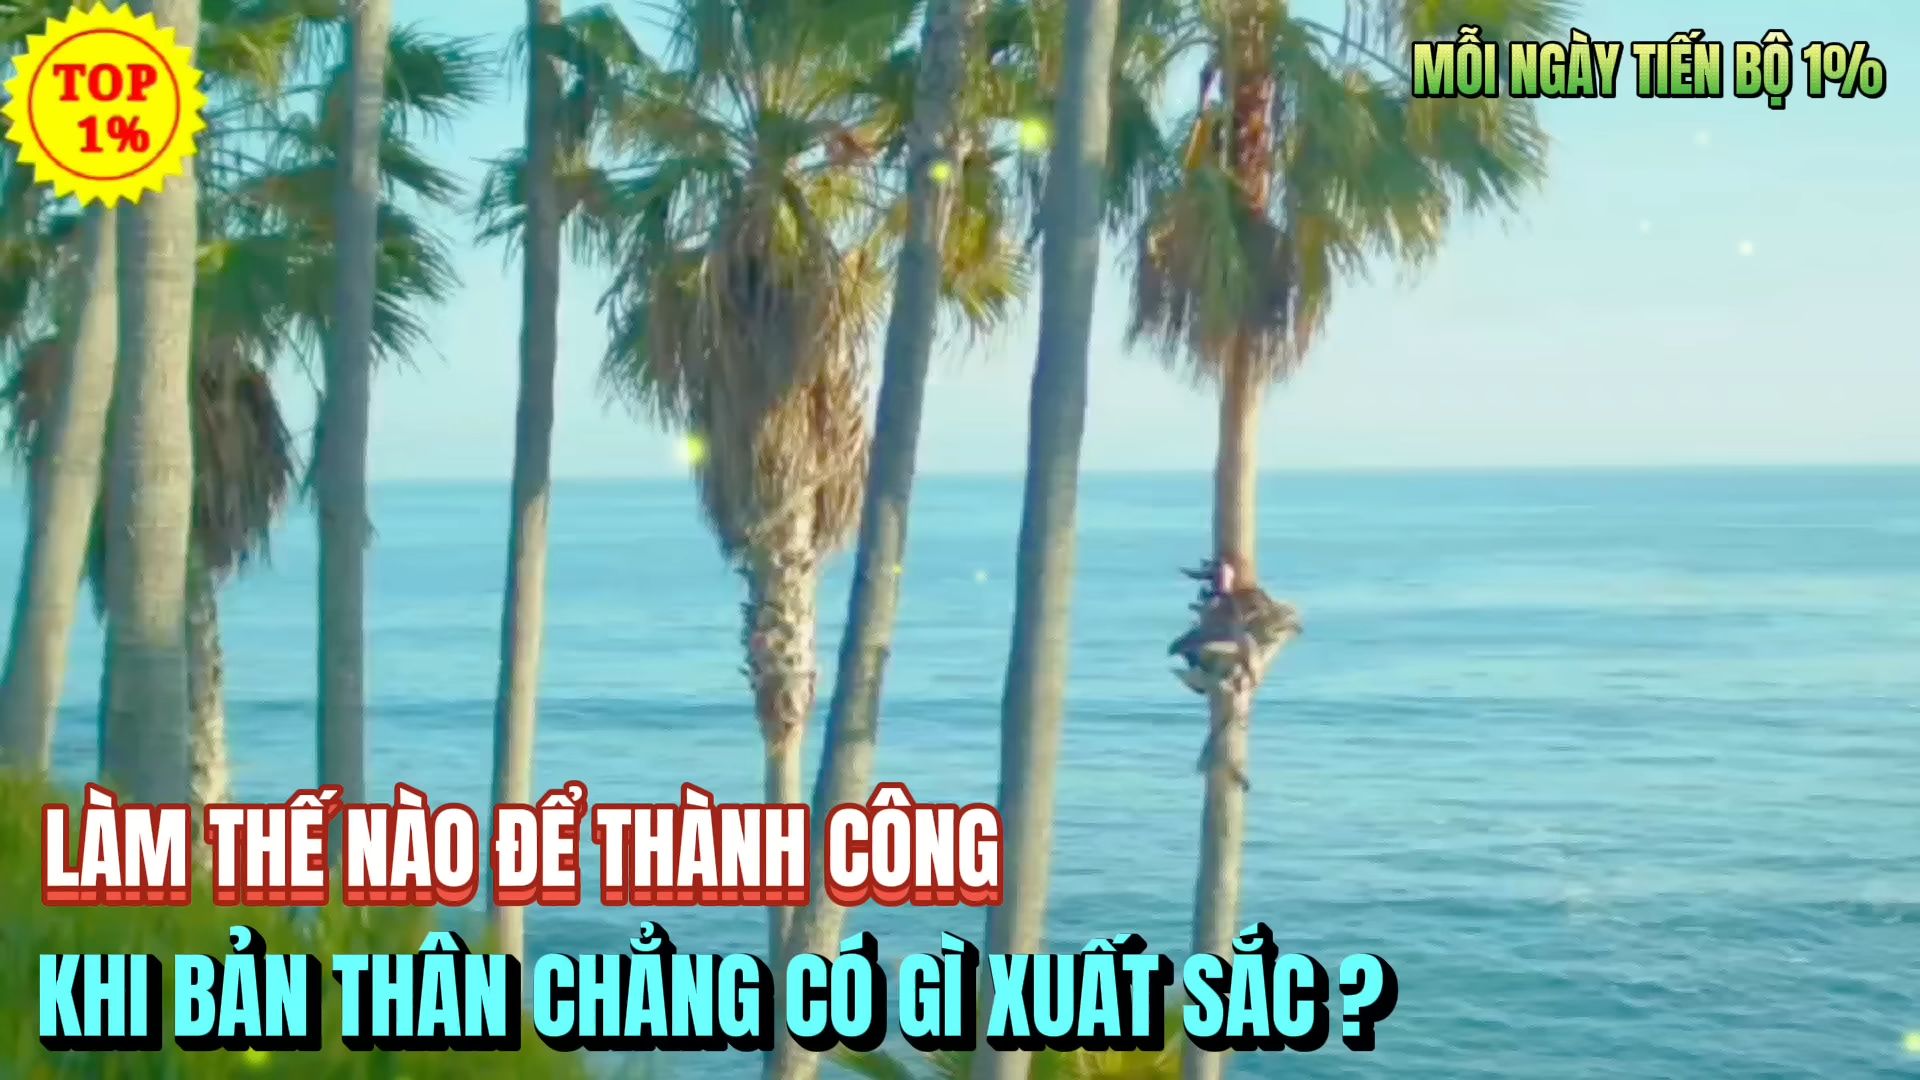 TOP
1%
MỖI NGÀY TIẾN BỘ 1%
LÀM THẾ NÀO ĐỂ THÀNH CÔNG
KHI BẢN THÂN CHẲNG CÓ GÌ XUẤT SẮC ?